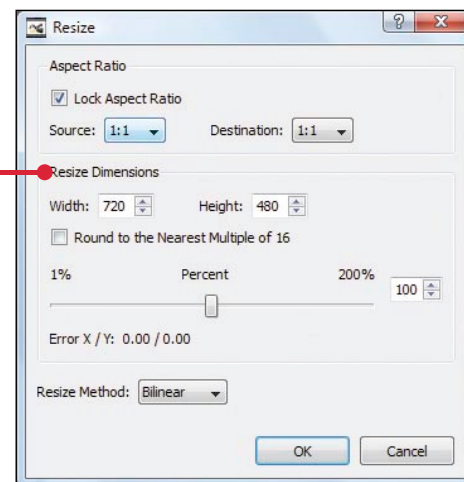 Resize
Aspect Ratio
Lock Aspect Ratio
Source: 1:1 Destination: 1:1
Resize Dimensions
Width: 720 Height: 480
Round to the Nearest Multiple of 16
1% Percent 200%
100
Error X / Y: 0.00 / 0.00
Resize Method: Bilinear
OK Cancel